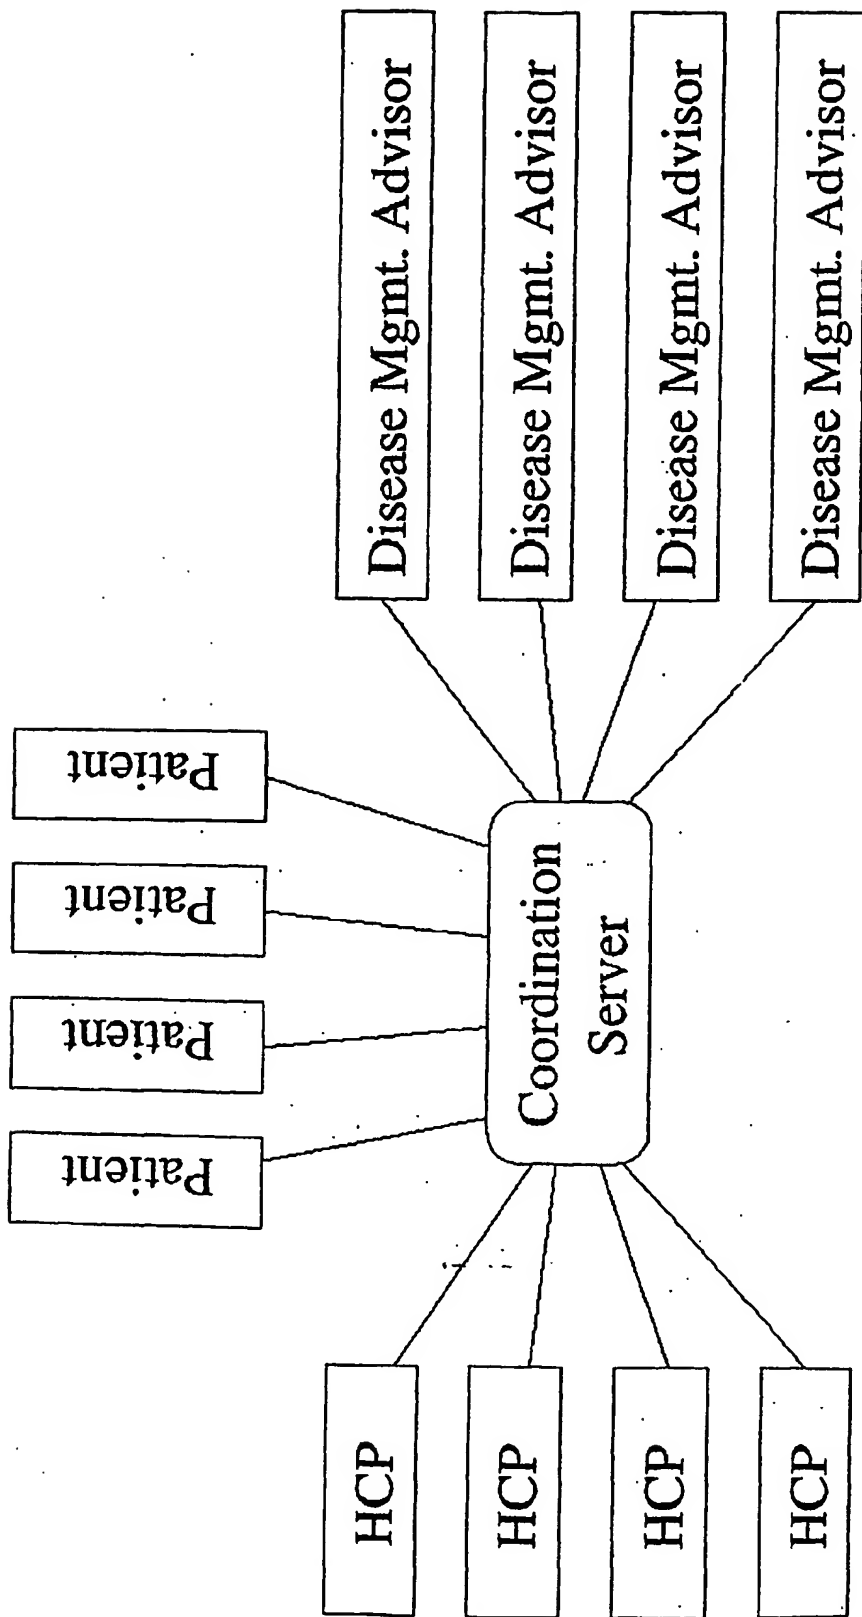 Patient
Patient
Patient
Patient
HCP
HCP
HCP
HCP
Coordination
Server
Disease Mgmt. Advisor
Disease Mgmt. Advisor
Disease Mgmt. Advisor
Disease Mgmt. Advisor